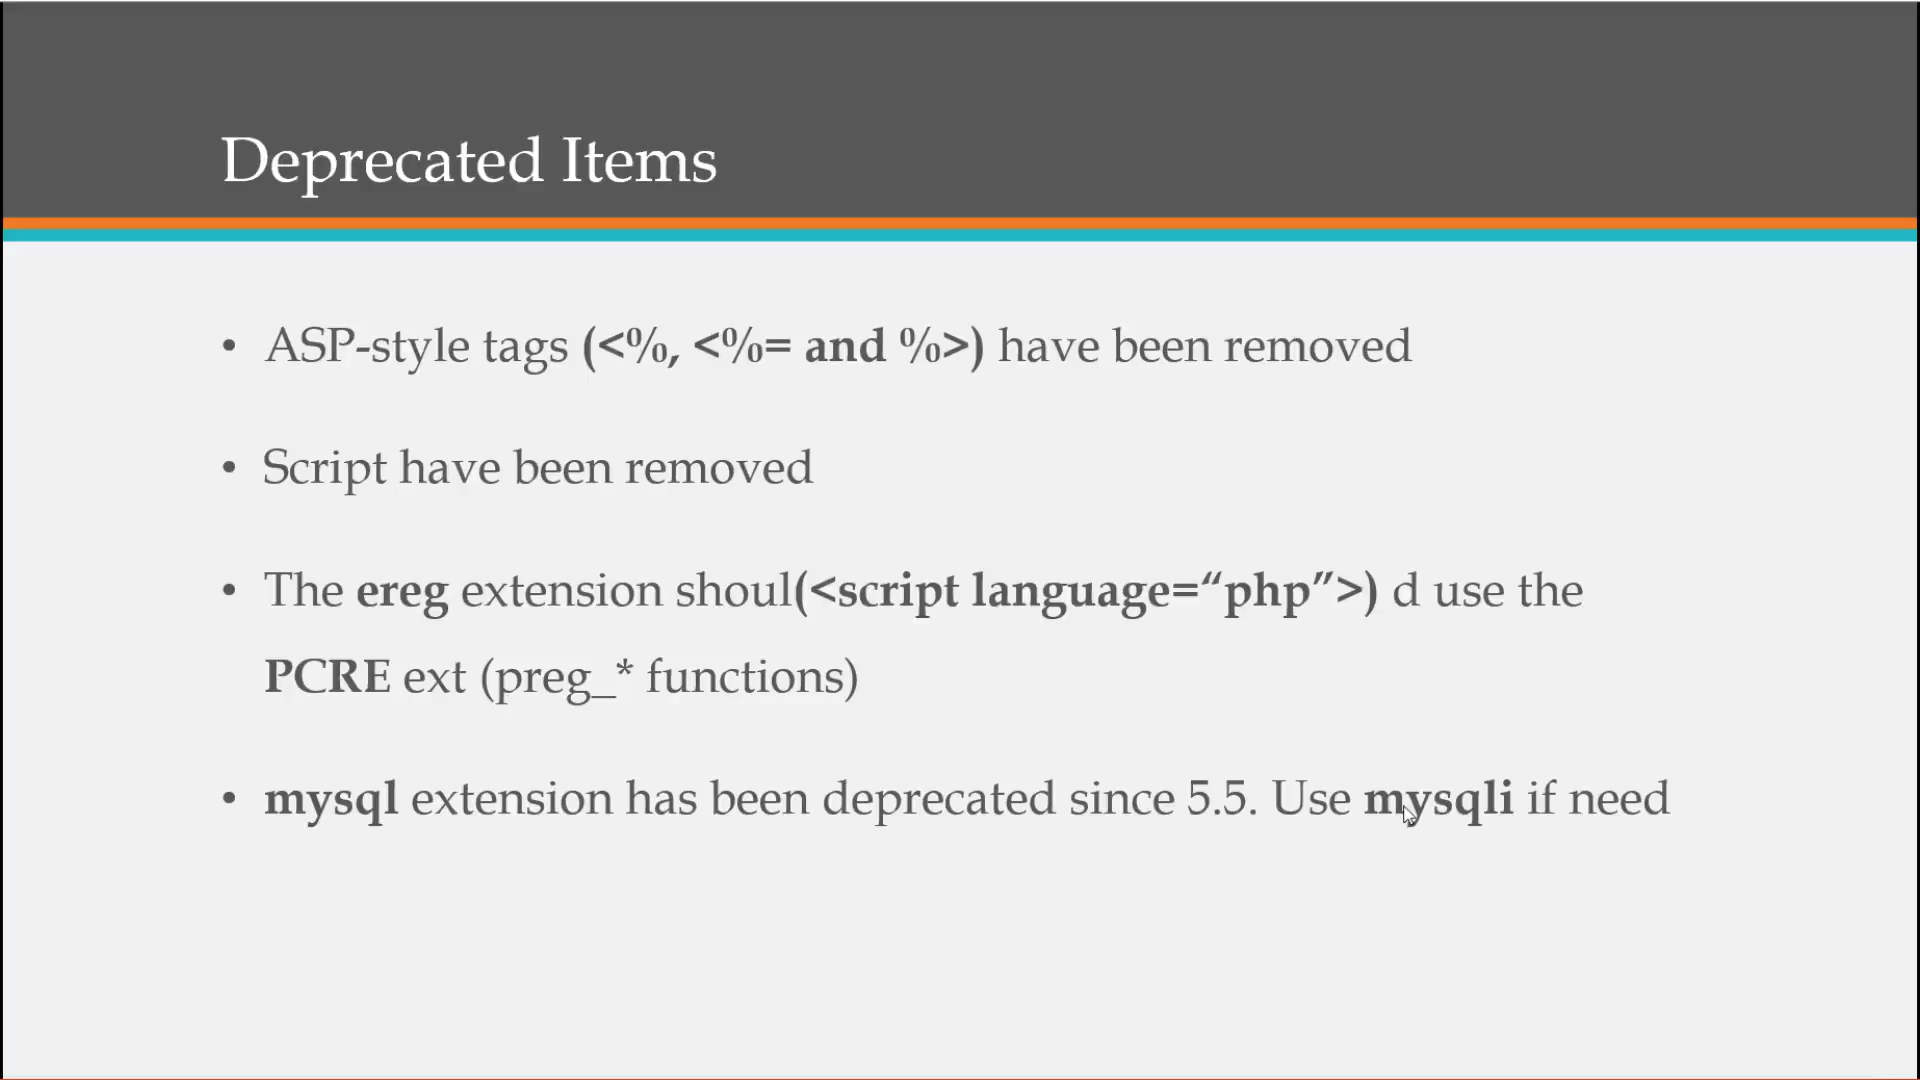 Deprecated Items
• ASP-style tags (<%, <%= and %>) have been removed
• Script have been removed
• The ereg extension shoul(<script language=“php”>) d use the
PCRE ext (preg_* functions)
• mysql extension has been deprecated since 5.5. Use mysqli if need